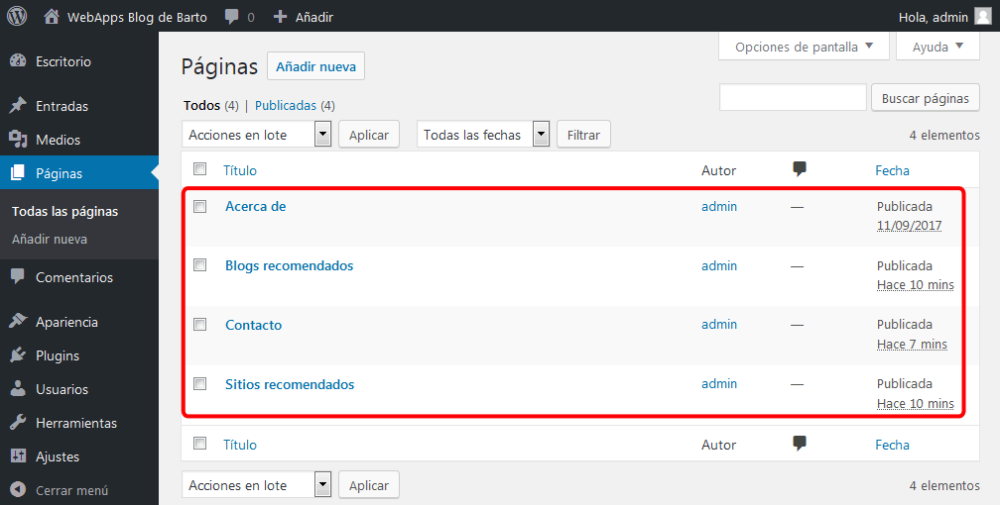 WebApps Blog de Barto 0 Añadir Hola, admin
Escritorio
Entradas
Medios
Páginas
Todas las páginas
Añadir nueva
Comentarios
Apariencia
Plugins
Usuarios
Herramientas
Ajustes
Cerrar menú
Opciones de pantalla Ayuda
Páginas Añadir nueva
Todos (4) | Publicadas (4)
Buscar páginas
Acciones en lote Aplicar Todas las fechas Filtrar 4 elementos
Título Autor Fecha
Acerca de admin — Publicada
11/09/2017
Blogs recomendados admin — Publicada
Hace 10 mins
Contacto admin — Publicada
Hace 7 mins
Sitios recomendados admin — Publicada
Hace 10 mins
Título Autor Fecha
Acciones en lote Aplicar 4 elementos